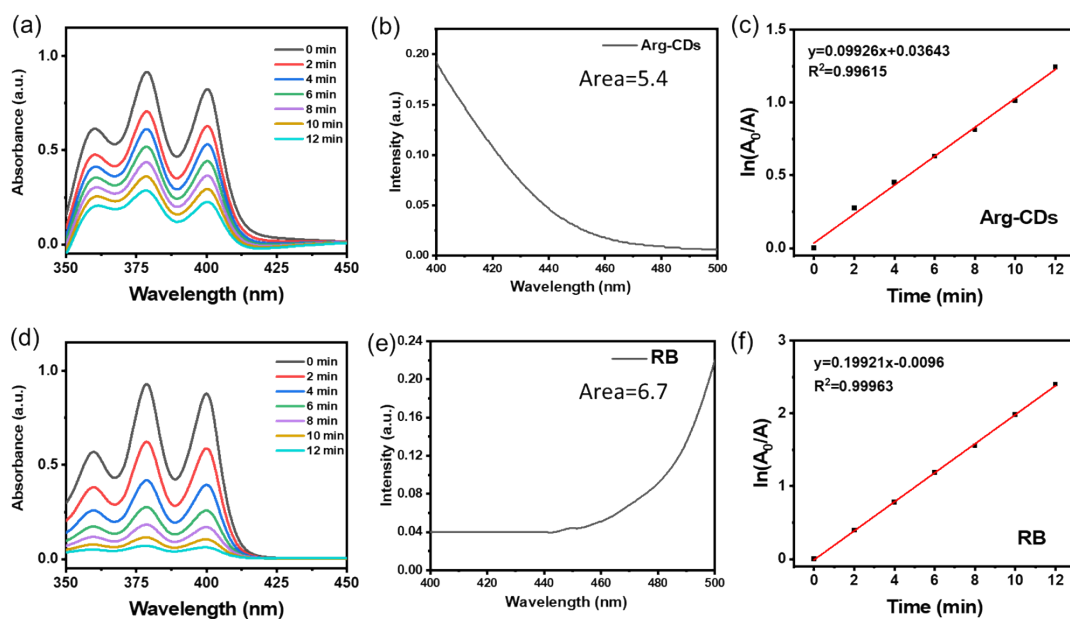 (a)
Absorbance (a.u.)
1.0
0.5
0.0
0 min
2 min
4 min
6 min
8 min
10 min
12 min
350 375 400 425 450
Wavelength (nm)
(b)
Intensity (a.u.)
0.20
0.15
0.10
0.05
0.00
Arg-CDs
Area=5.4
400 420 440 460 480 500
Wavelength (nm)
(c)
ln(A₀/A)
1.5
1.0
0.5
0.0
y=0.09926x+0.03643
R²=0.99615
Arg-CDs
0 2 4 6 8 10 12
Time (min)
(d)
Absorbance (a.u.)
1.0
0.5
0.0
0 min
2 min
4 min
6 min
8 min
10 min
12 min
350 375 400 425 450
Wavelength (nm)
(e)
Intensity (a.u.)
0.24
0.20
0.16
0.12
0.08
0.04
0.00
RB
Area=6.7
400 420 440 460 480 500
Wavelength (nm)
(f)
ln(A₀/A)
3
2
1
0
y=0.19921x-0.0096
R²=0.99963
RB
0 2 4 6 8 10 12
Time (min)